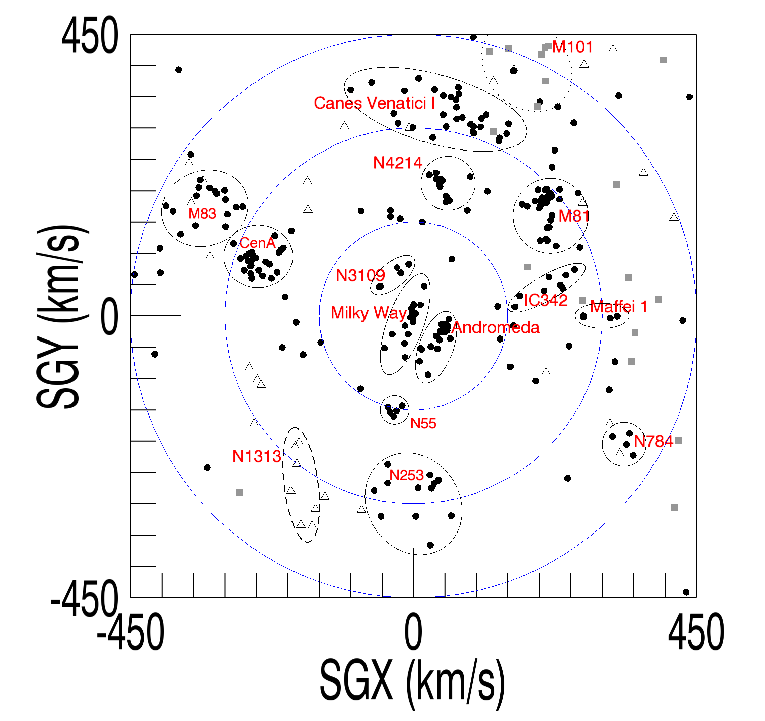 450
M101
Canes Venatici I
N4214
M83
M81
CenA
N3109
IC342
Maffei 1
Milky Way
Andromeda
0
SGY (km/s)
N55
N784
N1313
N253
-450
-450
0
450
SGX (km/s)